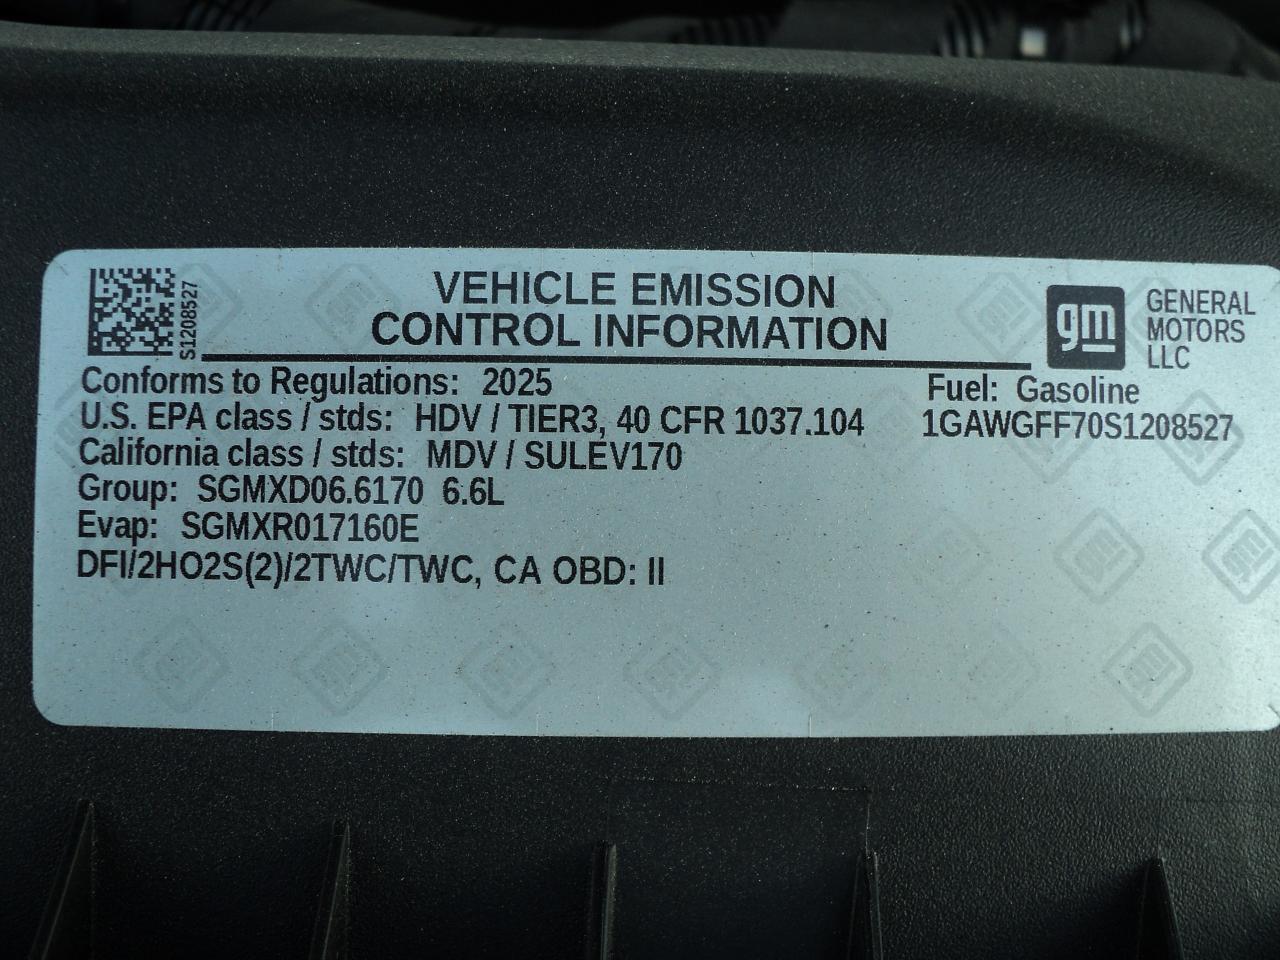 S1208527
VEHICLE EMISSION
CONTROL INFORMATION
gm
GENERAL
MOTORS
LLC
Conforms to Regulations: 2025
Fuel: Gasoline
U.S. EPA class / stds: HDV / TIER3, 40 CFR 1037.104
1GAWGFF70S1208527
California class / stds: MDV / SULEV170
Group: SGMXD06.6170 6.6L
Evap: SGMXR017160E
DFI/2HO2S(2)/2TWC/TWC, CA OBD: II